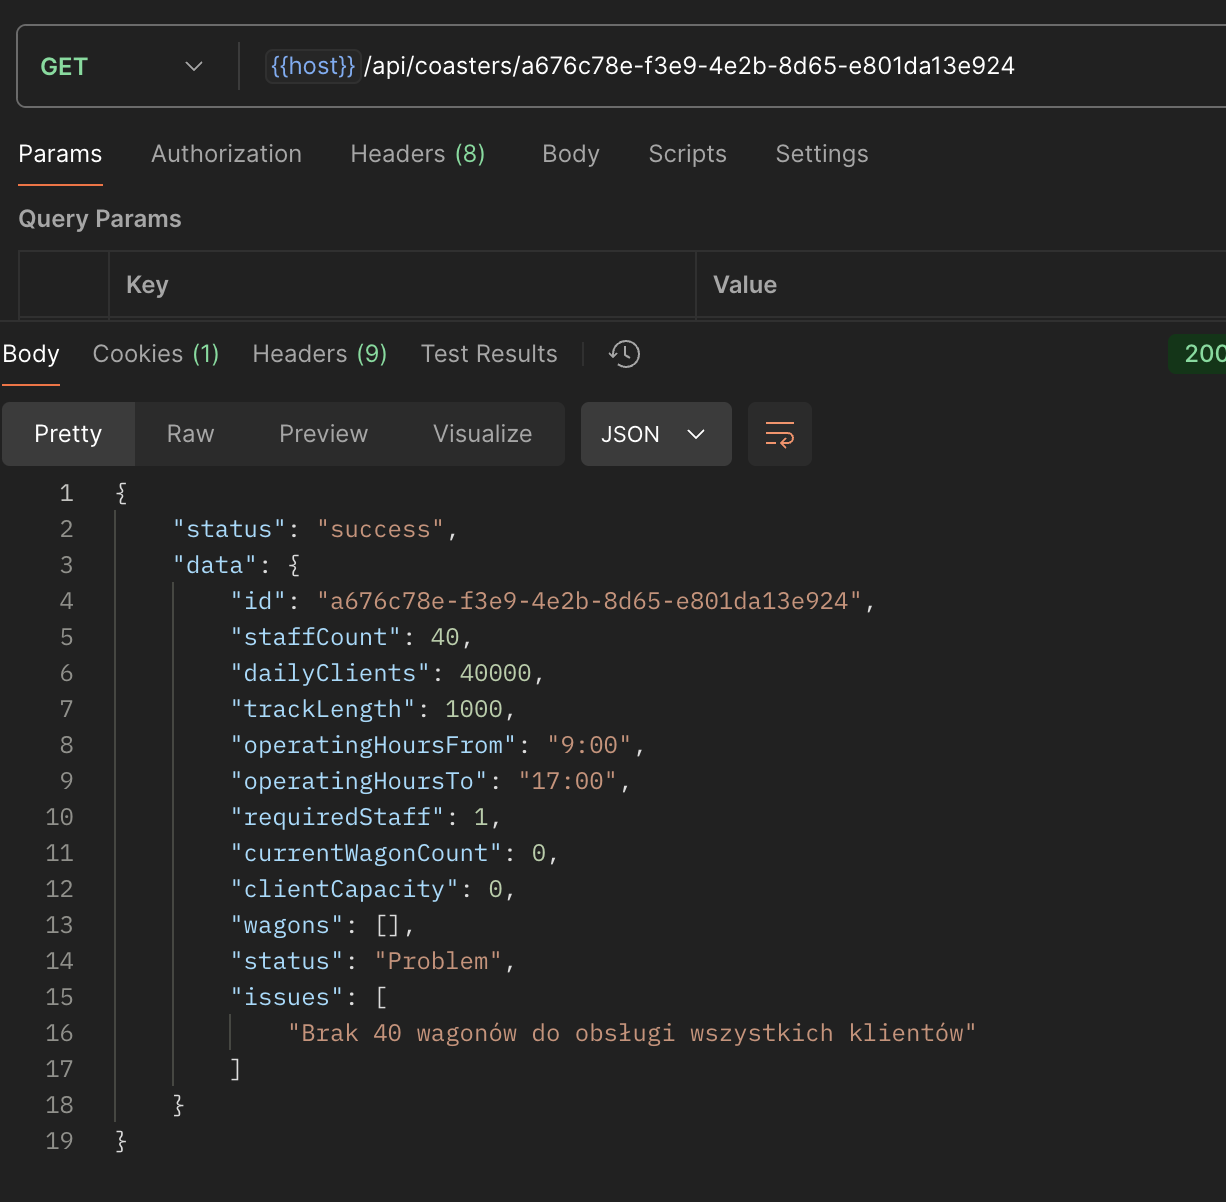 GET {{host}}/api/coasters/a676c78e-f3e9-4e2b-8d65-e801da13e924
Params Authorization Headers (8) Body Scripts Settings
Query Params
Key Value
Body Cookies (1) Headers (9) Test Results 200
Pretty Raw Preview Visualize JSON
1 {
2 "status": "success",
3 "data": {
4 "id": "a676c78e-f3e9-4e2b-8d65-e801da13e924",
5 "staffCount": 40,
6 "dailyClients": 40000,
7 "trackLength": 1000,
8 "operatingHoursFrom": "9:00",
9 "operatingHoursTo": "17:00",
10 "requiredStaff": 1,
11 "currentWagonCount": 0,
12 "clientCapacity": 0,
13 "wagons": [],
14 "status": "Problem",
15 "issues": [
16 "Brak 40 wagonów do obsługi wszystkich klientów"
17 ]
18 }
19 }